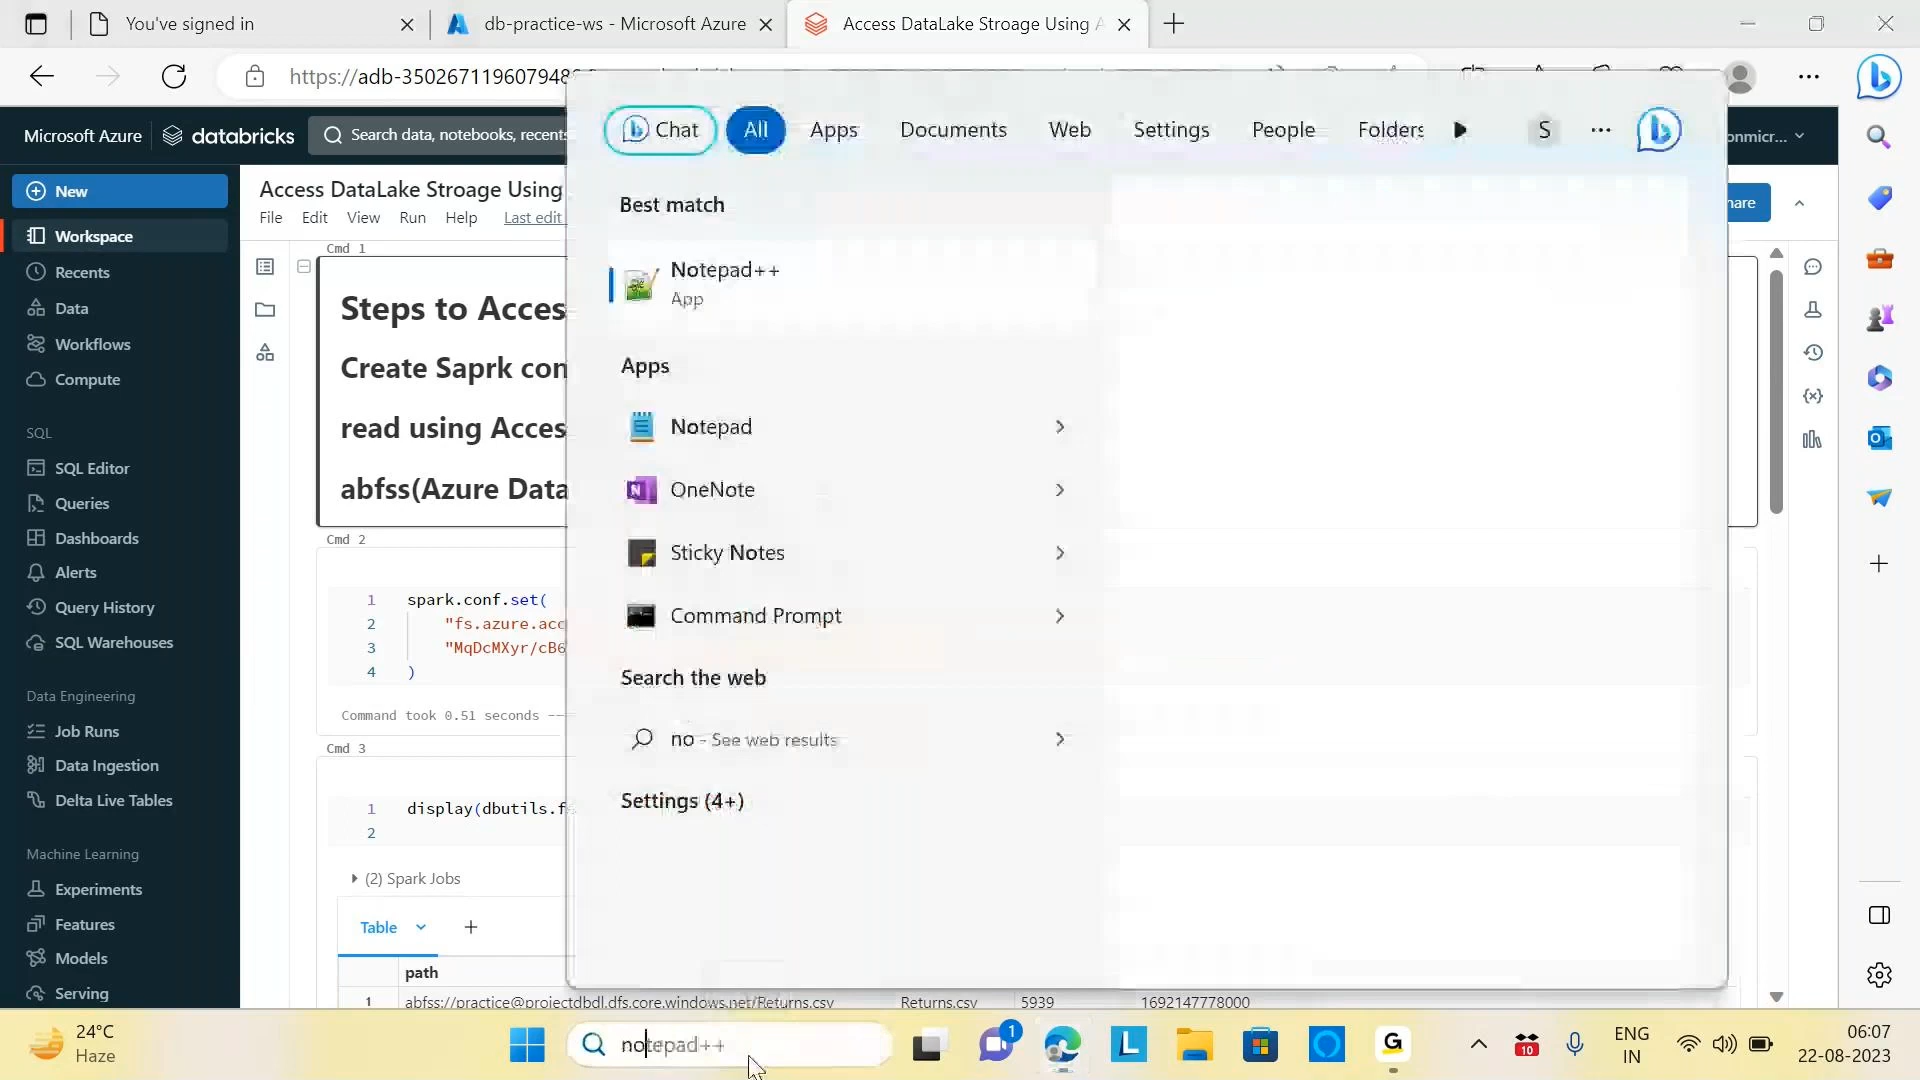 You've signed in
db-practice-ws - Microsoft Azure
Access DataLake Stroage Using A
https://adb-350267119607948
Microsoft Azure
databricks
Search data, notebooks, recents
onmicr...
Chat
All
Apps
Documents
Web
Settings
People
Folders
S
New
Workspace
Recents
Data
Workflows
Compute
SQL
SQL Editor
Queries
Dashboards
Alerts
Query History
SQL Warehouses
Data Engineering
Job Runs
Data Ingestion
Delta Live Tables
Machine Learning
Experiments
Features
Models
Serving
Access DataLake Stroage Using
File Edit View Run Help Last edit
hare
Cmd 1
Steps to Acces
Create Saprk con
read using Acces
abfss(Azure Data
Cmd 2
1 spark.conf.set(
2 "fs.azure.acc
3 "MqDcMXyr/cB6
4 )
Command took 0.51 seconds --
Cmd 3
1 display(dbutils.f
2
(2) Spark Jobs
Table
path
1 abfss://practice@projectdbdl.dfs.core.windows.net/Returns.csv Returns.csv 5939 1692147778000
Best match
Notepad++
App
Apps
Notepad
OneNote
Sticky Notes
Command Prompt
Search the web
no - See web results
Settings (4+)
24°C
Haze
notepad++
1
10
ENG
IN
06:07
22-08-2023